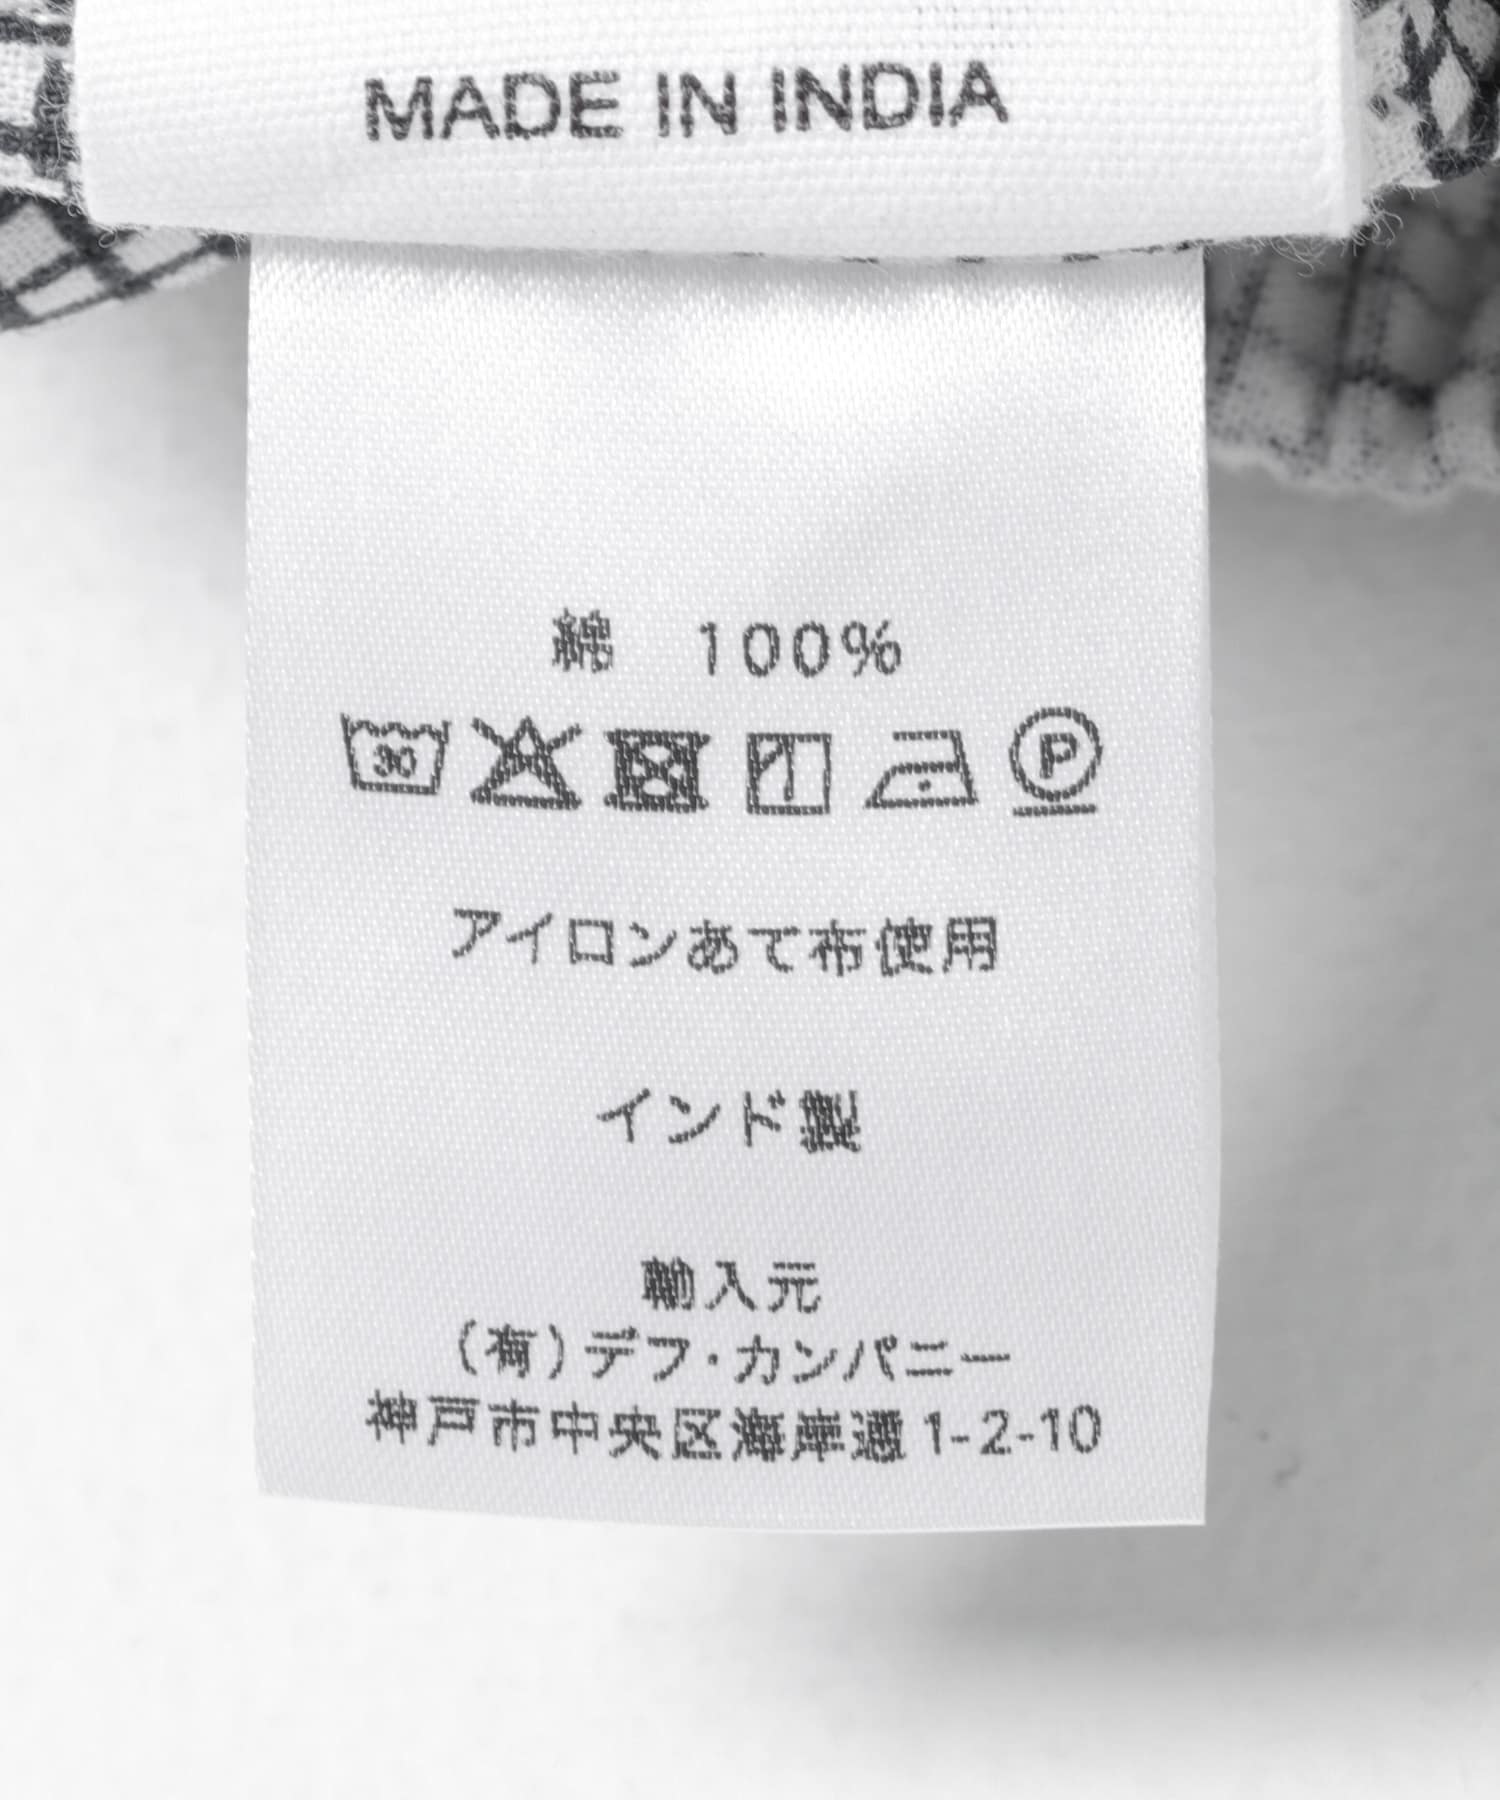 MADE IN INDIA
綿　100%
30
P
アイロンあて布使用
インド製
輸入元
(有)デフ・カンパニー
神戸市中央区海岸通1-2-10